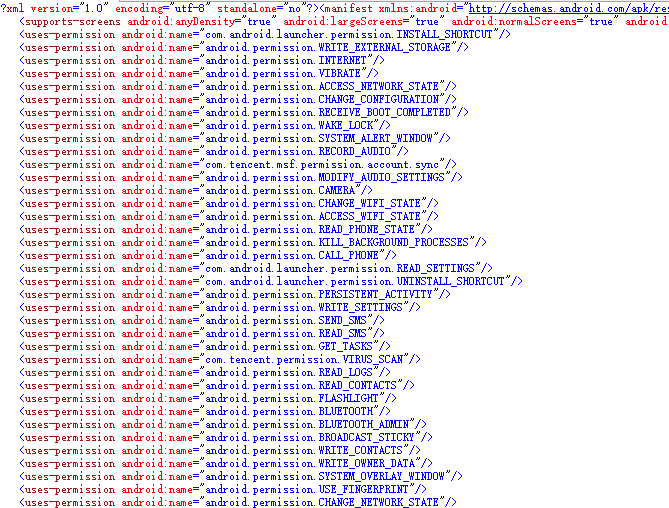 ?xml version="1.0" encoding="utf-8" standalone="no"?><manifest xmlns:android="http://schemas.android.com/apk/res
<supports-screens android:anyDensity="true" android:largeScreens="true" android:normalScreens="true" android
<uses-permission android:name="com.android.launcher.permission.INSTALL_SHORTCUT"/>
<uses-permission android:name="android.permission.WRITE_EXTERNAL_STORAGE"/>
<uses-permission android:name="android.permission.INTERNET"/>
<uses-permission android:name="android.permission.VIBRATE"/>
<uses-permission android:name="android.permission.ACCESS_NETWORK_STATE"/>
<uses-permission android:name="android.permission.CHANGE_CONFIGURATION"/>
<uses-permission android:name="android.permission.RECEIVE_BOOT_COMPLETED"/>
<uses-permission android:name="android.permission.WAKE_LOCK"/>
<uses-permission android:name="android.permission.SYSTEM_ALERT_WINDOW"/>
<uses-permission android:name="android.permission.RECORD_AUDIO"/>
<uses-permission android:name="com.tencent.msf.permission.account.sync"/>
<uses-permission android:name="android.permission.MODIFY_AUDIO_SETTINGS"/>
<uses-permission android:name="android.permission.CAMERA"/>
<uses-permission android:name="android.permission.CHANGE_WIFI_STATE"/>
<uses-permission android:name="android.permission.ACCESS_WIFI_STATE"/>
<uses-permission android:name="android.permission.READ_PHONE_STATE"/>
<uses-permission android:name="android.permission.KILL_BACKGROUND_PROCESSES"/>
<uses-permission android:name="android.permission.CALL_PHONE"/>
<uses-permission android:name="com.android.launcher.permission.READ_SETTINGS"/>
<uses-permission android:name="com.android.launcher.permission.UNINSTALL_SHORTCUT"/>
<uses-permission android:name="android.permission.PERSISTENT_ACTIVITY"/>
<uses-permission android:name="android.permission.WRITE_SETTINGS"/>
<uses-permission android:name="android.permission.SEND_SMS"/>
<uses-permission android:name="android.permission.READ_SMS"/>
<uses-permission android:name="android.permission.GET_TASKS"/>
<uses-permission android:name="com.tencent.permission.VIRUS_SCAN"/>
<uses-permission android:name="android.permission.READ_LOGS"/>
<uses-permission android:name="android.permission.READ_CONTACTS"/>
<uses-permission android:name="android.permission.FLASHLIGHT"/>
<uses-permission android:name="android.permission.BLUETOOTH"/>
<uses-permission android:name="android.permission.BLUETOOTH_ADMIN"/>
<uses-permission android:name="android.permission.BROADCAST_STICKY"/>
<uses-permission android:name="android.permission.WRITE_CONTACTS"/>
<uses-permission android:name="android.permission.WRITE_OWNER_DATA"/>
<uses-permission android:name="android.permission.SYSTEM_OVERLAY_WINDOW"/>
<uses-permission android:name="android.permission.USE_FINGERPRINT"/>
<uses-permission android:name="android.permission.CHANGE_NETWORK_STATE"/>